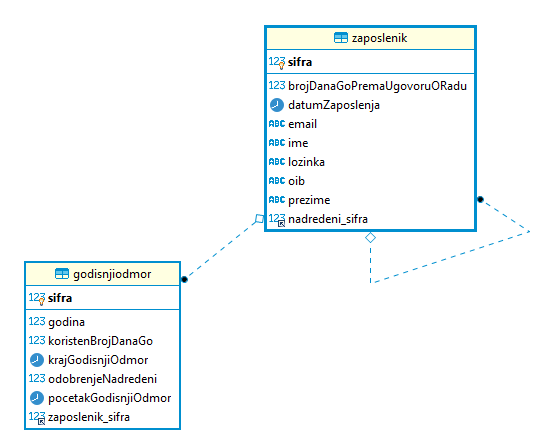 zaposlenik
123 sifra
123 brojDanaGoPremaUgovoruORadu
datumZaposlenja
ABC email
ABC ime
ABC lozinka
ABC oib
ABC prezime
123 nadredeni_sifra
godisnjiodmor
123 sifra
123 godina
123 koristenBrojDanaGo
krajGodisnjiOdmor
123 odobrenjeNadredeni
pocetakGodisnjiOdmor
123 zaposlenik_sifra